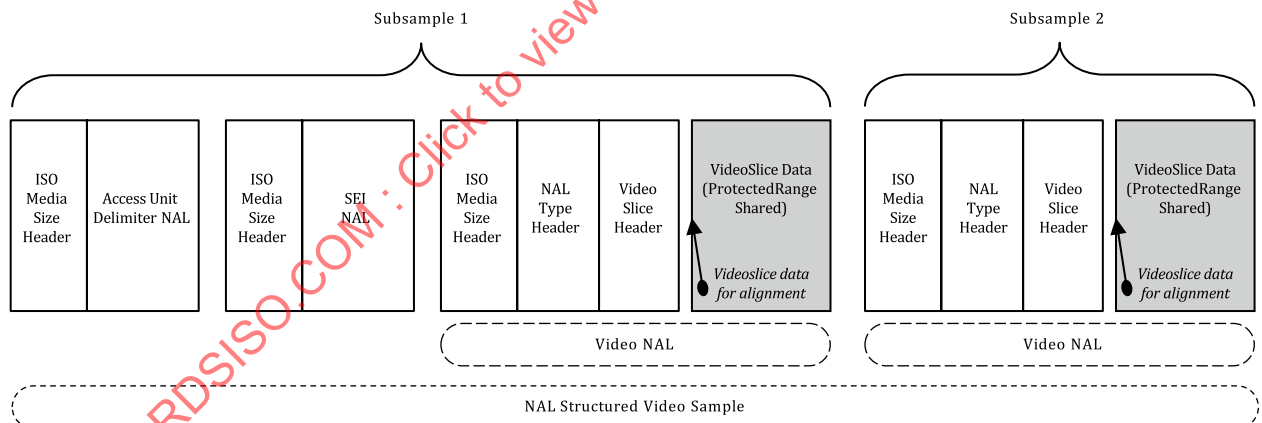 Subsample 1
Subsample 2
ISO
Media
Size
Header
Access Unit
Delimiter NAL
ISO
Media
Size
Header
SEI
NAL
ISO
Media
Size
Header
NAL
Type
Header
Video
Slice
Header
VideoSlice Data
(ProtectedRange
Shared)
Videoslice data
for alignment
ISO
Media
Size
Header
NAL
Type
Header
Video
Slice
Header
VideoSlice Data
(ProtectedRange
Shared)
Videoslice data
for alignment
Video NAL
Video NAL
NAL Structured Video Sample
RDSISO.COM : Click to view